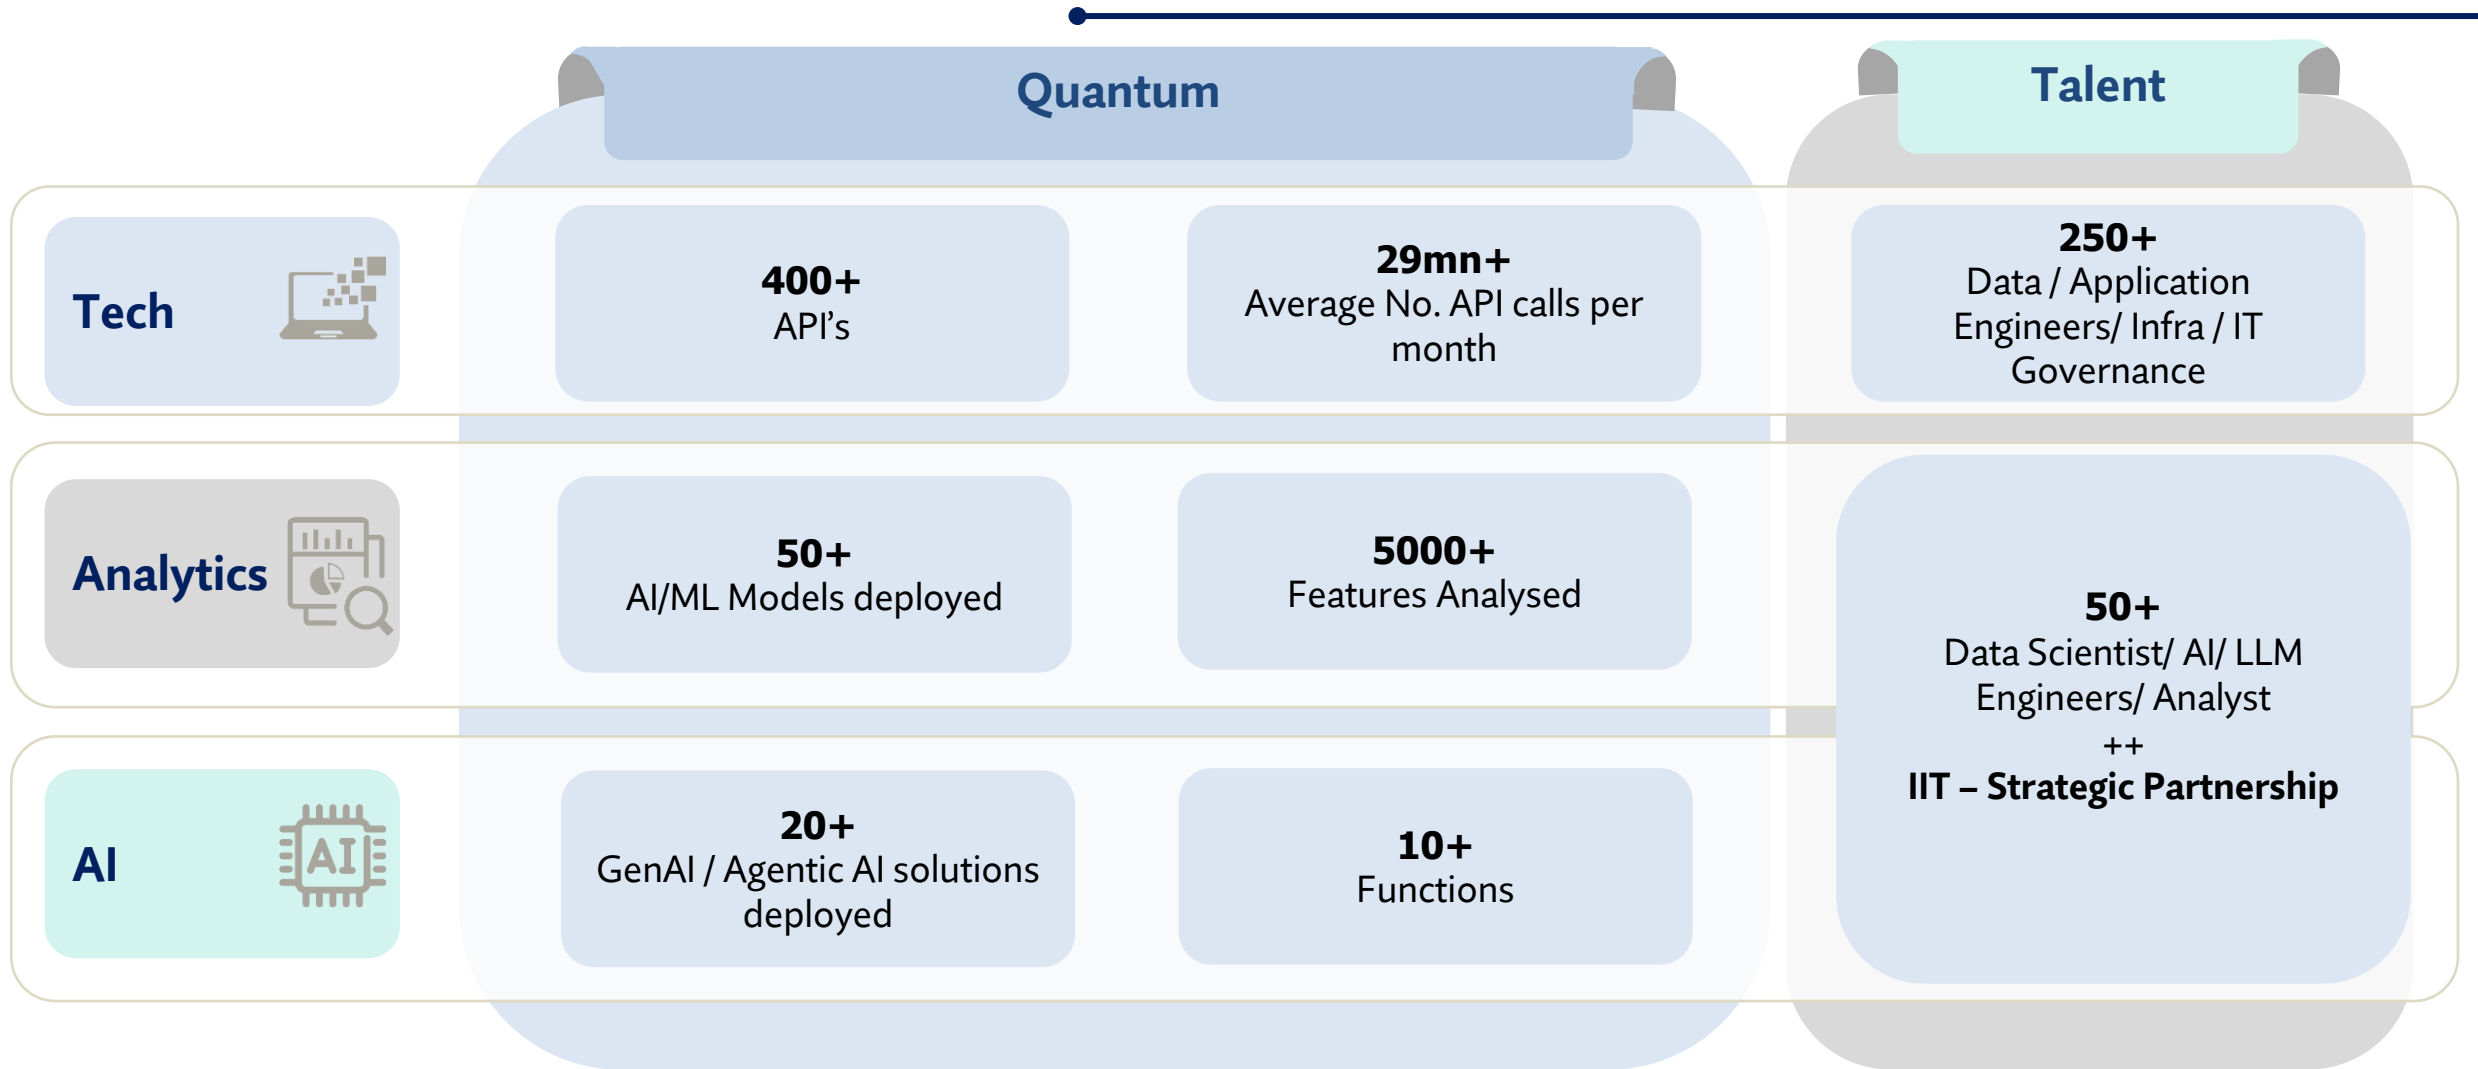 Quantum
Talent
Tech
400+
API’s
29mn+
Average No. API calls per
month
250+
Data / Application
Engineers/ Infra / IT
Governance
Analytics
50+
AI/ML Models deployed
5000+
Features Analysed
50+
Data Scientist/ AI/ LLM
Engineers/ Analyst
++
IIT – Strategic Partnership
AI
AI
20+
GenAI / Agentic AI solutions
deployed
10+
Functions